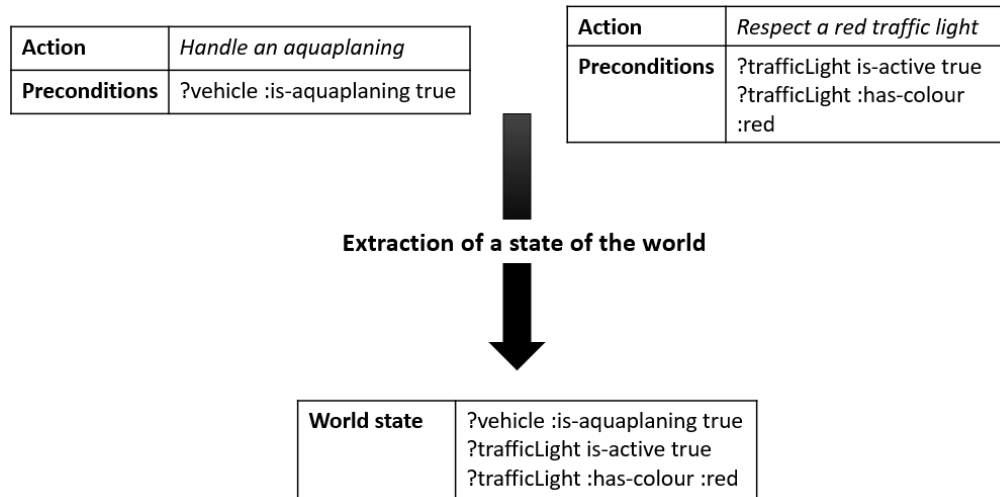 Action Handle an aquaplaning
Preconditions ?vehicle :is-aquaplaning true
Action Respect a red traffic light
Preconditions ?trafficLight is-active true
?trafficLight :has-colour
:red
Extraction of a state of the world
World state ?vehicle :is-aquaplaning true
?trafficLight is-active true
?trafficLight :has-colour :red